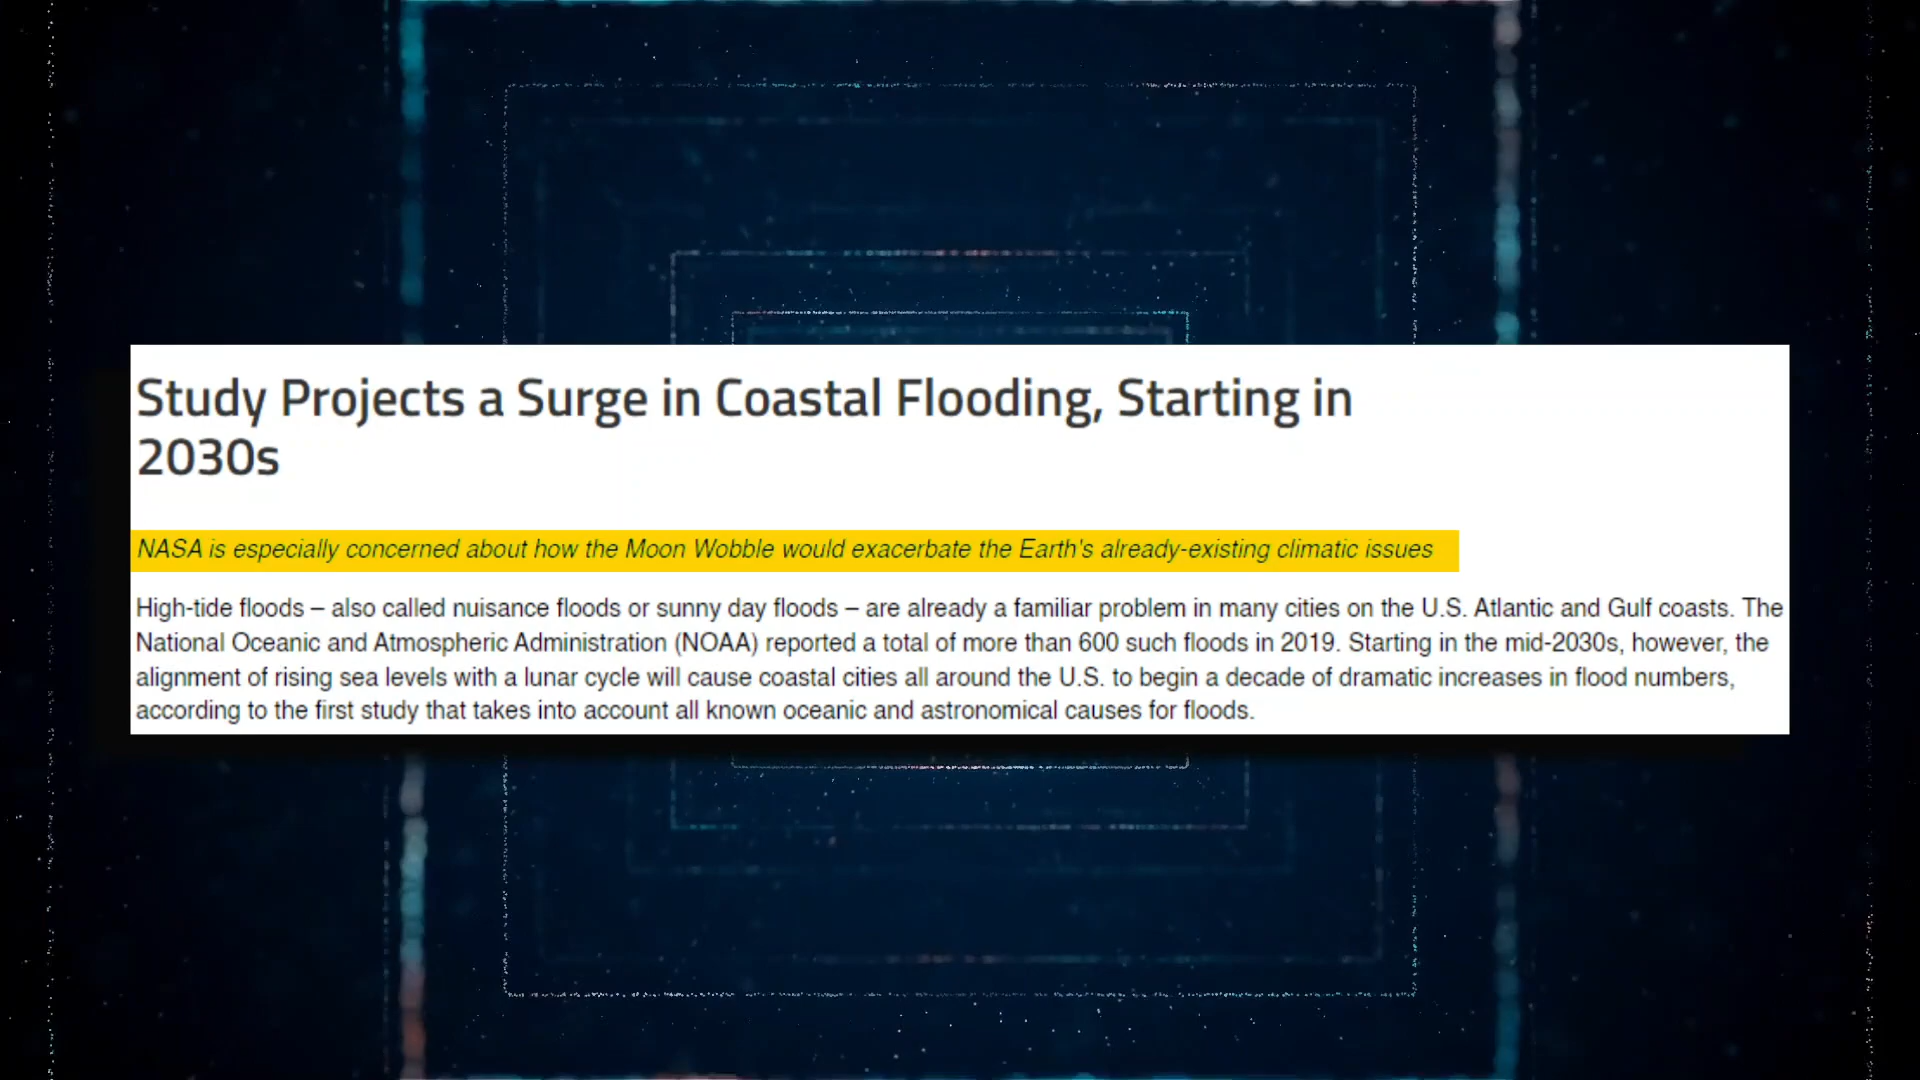 Study Projects a Surge in Coastal Flooding, Starting in
2030s
NASA is especially concerned about how the Moon Wobble would exacerbate the Earth's already-existing climatic issues
High-tide floods – also called nuisance floods or sunny day floods – are already a familiar problem in many cities on the U.S. Atlantic and Gulf coasts. The
National Oceanic and Atmospheric Administration (NOAA) reported a total of more than 600 such floods in 2019. Starting in the mid-2030s, however, the
alignment of rising sea levels with a lunar cycle will cause coastal cities all around the U.S. to begin a decade of dramatic increases in flood numbers,
according to the first study that takes into account all known oceanic and astronomical causes for floods.